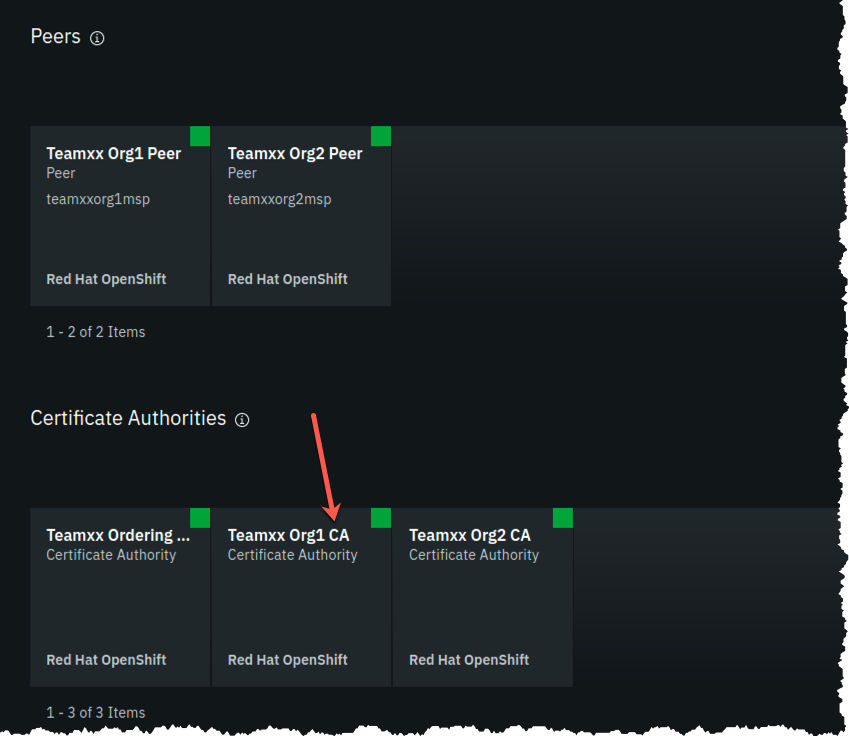 Peers
Teamxx Org1 Peer
Peer
teamxxorg1msp
Red Hat OpenShift
Teamxx Org2 Peer
Peer
teamxxorg2msp
Red Hat OpenShift
1 - 2 of 2 Items
Certificate Authorities
Teamxx Ordering ...
Certificate Authority
Red Hat OpenShift
Teamxx Org1 CA
Certificate Authority
Red Hat OpenShift
Teamxx Org2 CA
Certificate Authority
Red Hat OpenShift
1 - 3 of 3 Items